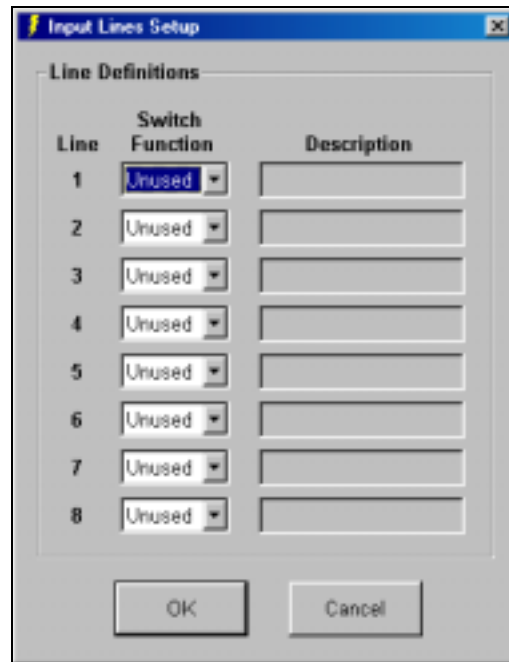 Input Lines Setup
Line Definitions
Switch
Line Function Description
1 Unused
2 Unused
3 Unused
4 Unused
5 Unused
6 Unused
7 Unused
8 Unused
OK Cancel